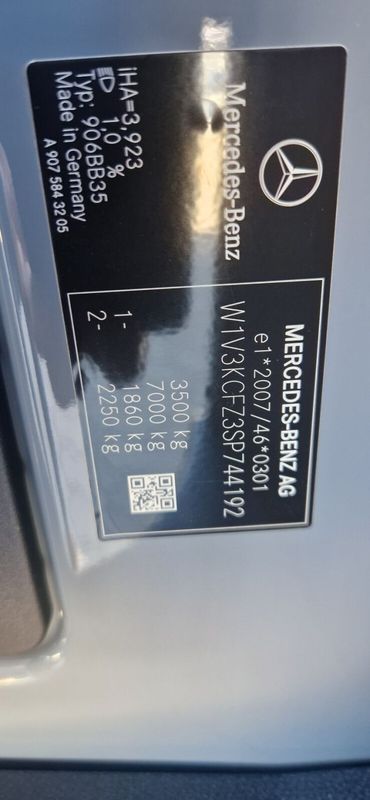 Mercedes-Benz
iHA=3,923
1,0 %
Typ: 906BB35
Made in Germany
A 907 584 32 05
MERCEDES-BENZ AG
e1*2007/46*0301
W1V3KCFZ3SP744192
3500 kg
7000 kg
1- 1860 kg
2- 2250 kg